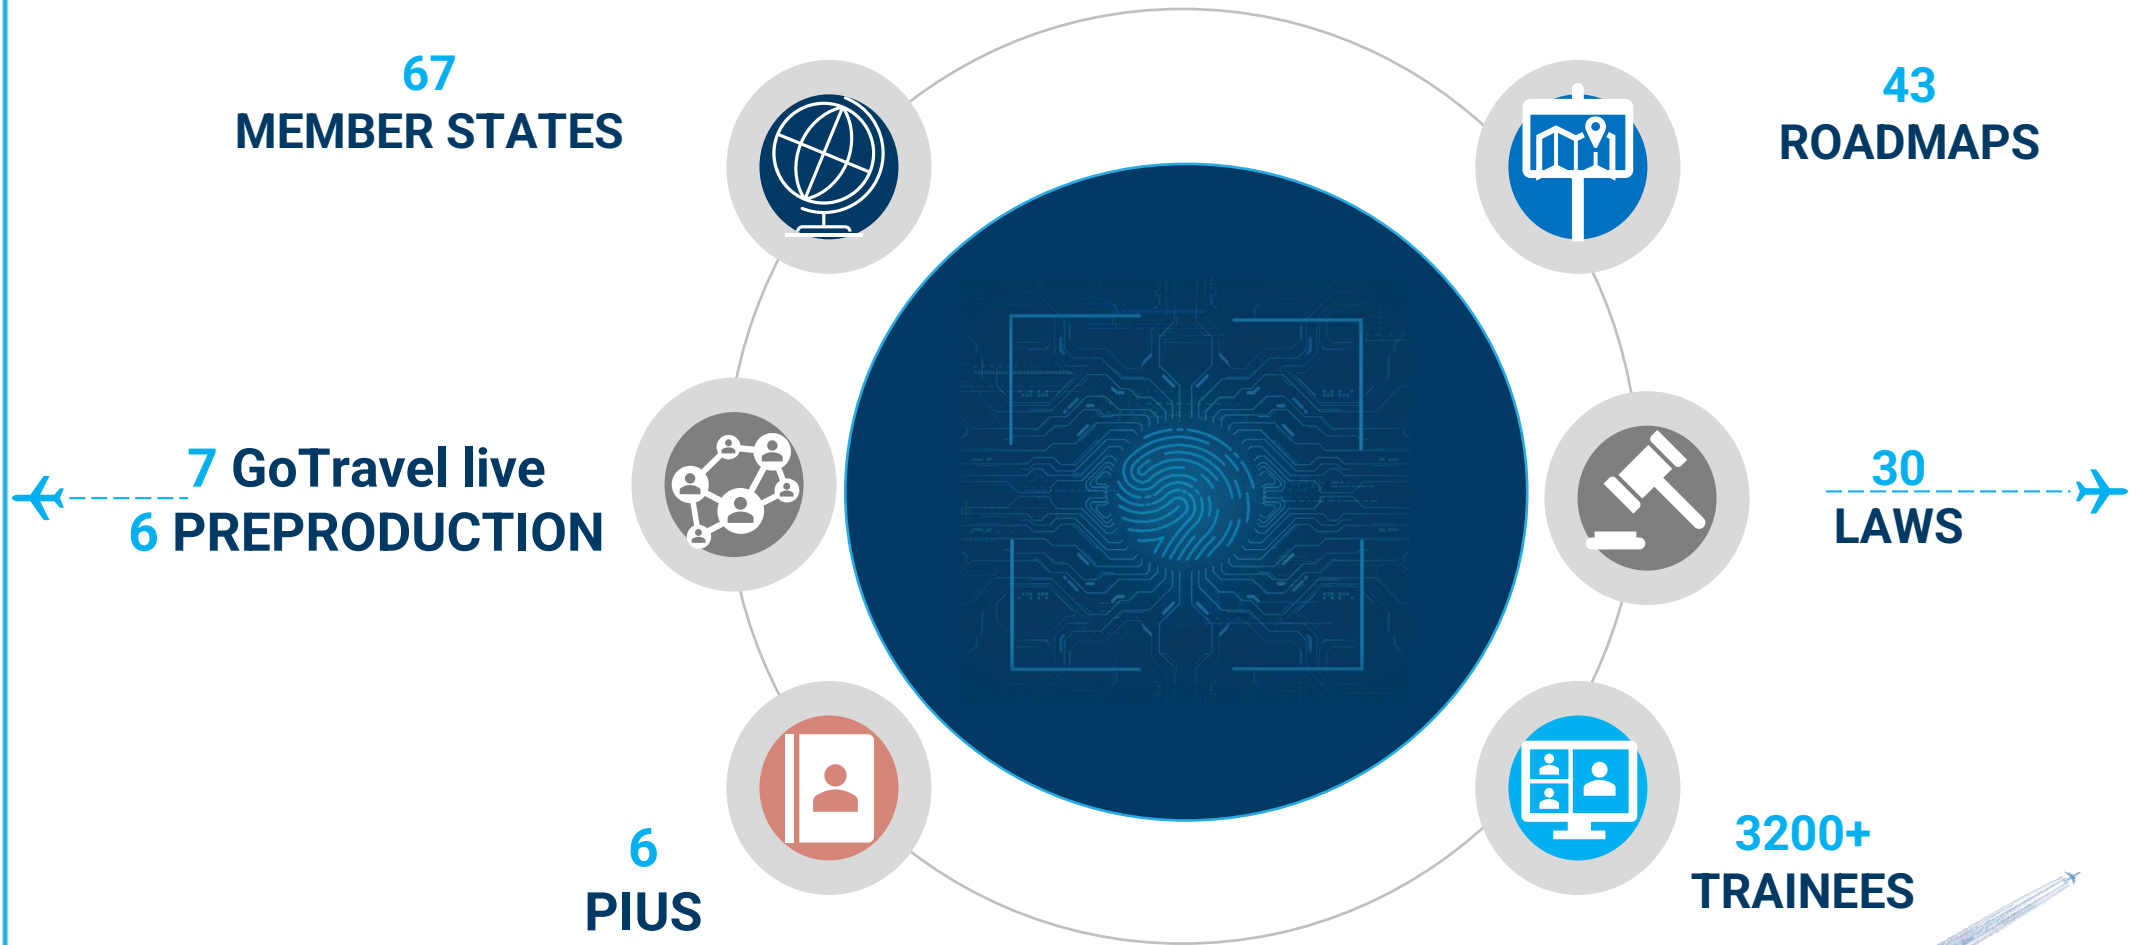 67
MEMBER STATES
43
ROADMAPS
7 GoTravel live
6 PREPRODUCTION
30
LAWS
6
PIUS
3200+
TRAINEES